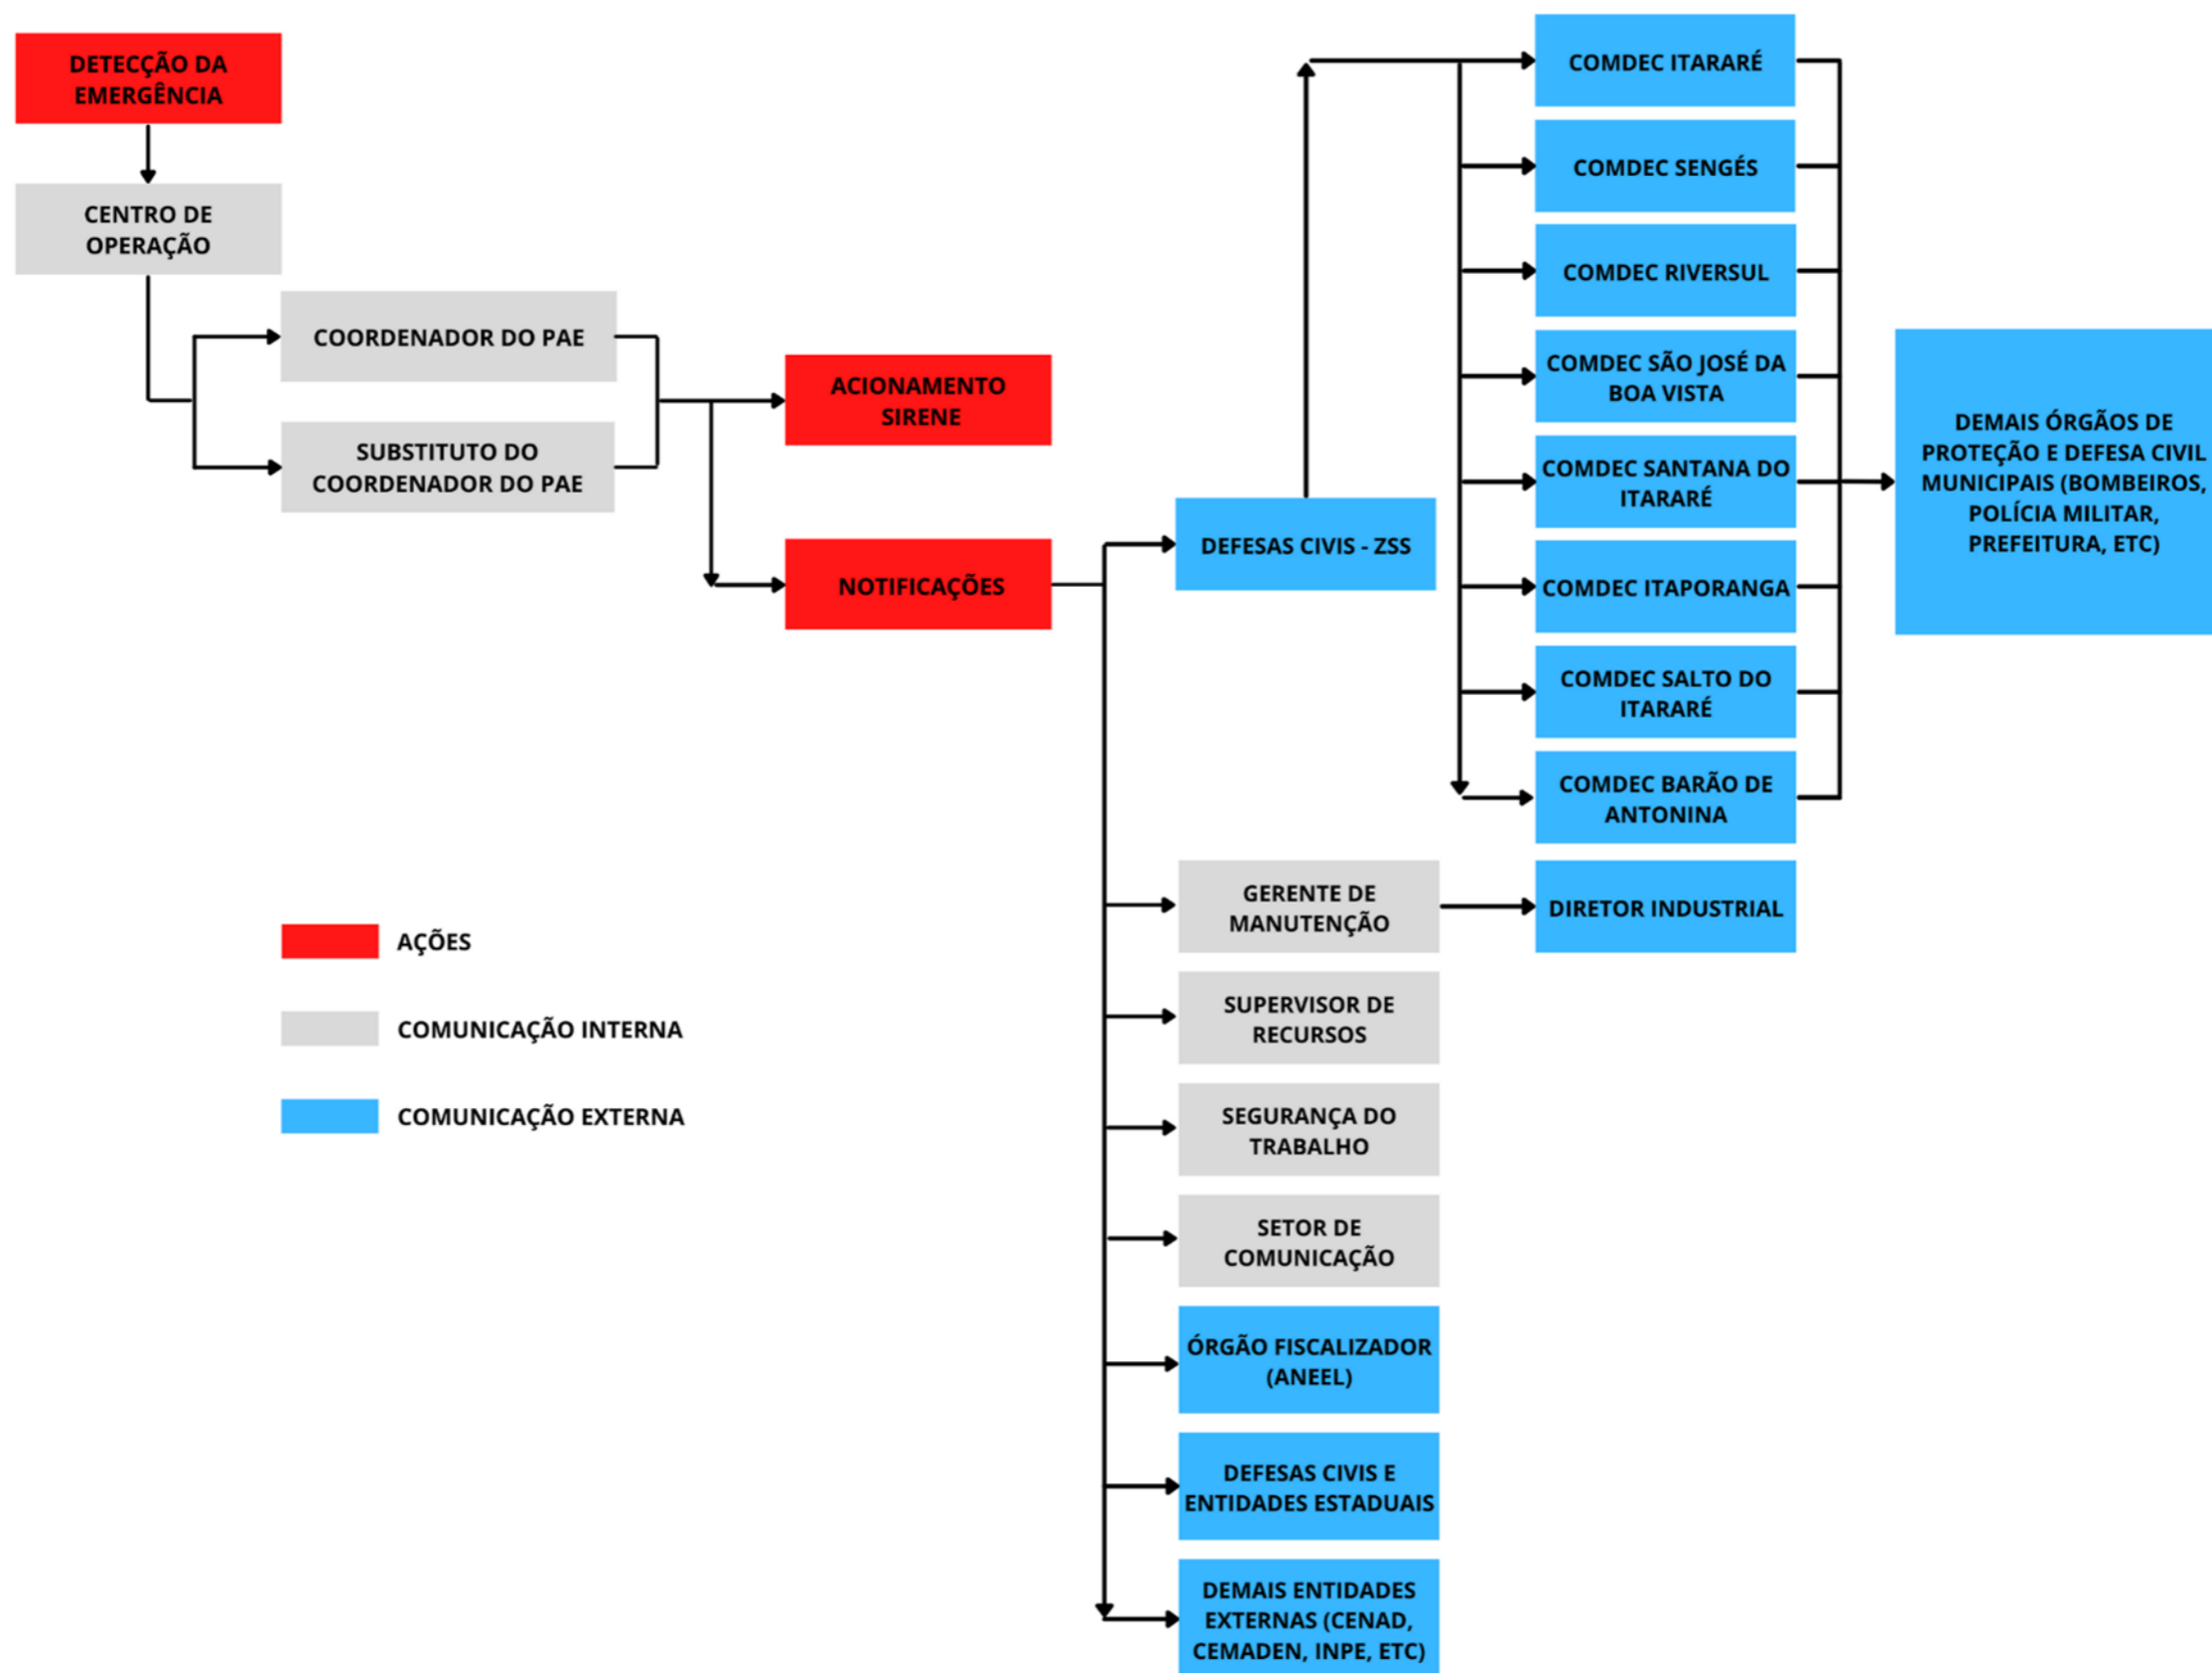 DETECÇÃO DA
EMERGÊNCIA
CENTRO DE
OPERAÇÃO
COORDENADOR DO PAE
SUBSTITUTO DO
COORDENADOR DO PAE
ACIONAMENTO
SIRENE
NOTIFICAÇÕES
DEFESAS CIVIS - ZSS
COMDEC ITARARÉ
COMDEC SENGÉS
COMDEC RIVERSUL
COMDEC SÃO JOSÉ DA
BOA VISTA
COMDEC SANTANA DO
ITARARÉ
COMDEC ITAPORANGA
COMDEC SALTO DO
ITARARÉ
COMDEC BARÃO DE
ANTONINA
DEMAIS ÓRGÃOS DE
PROTEÇÃO E DEFESA CIVIL
MUNICIPAIS (BOMBEIROS,
POLÍCIA MILITAR,
PREFEITURA, ETC)
GERENTE DE
MANUTENÇÃO
DIRETOR INDUSTRIAL
SUPERVISOR DE
RECURSOS
SEGURANÇA DO
TRABALHO
SETOR DE
COMUNICAÇÃO
ÓRGÃO FISCALIZADOR
(ANEEL)
DEFESAS CIVIS E
ENTIDADES ESTADUAIS
DEMAIS ENTIDADES
EXTERNAS (CENAD,
CEMADEN, INPE, ETC)
AÇÕES
COMUNICAÇÃO INTERNA
COMUNICAÇÃO EXTERNA